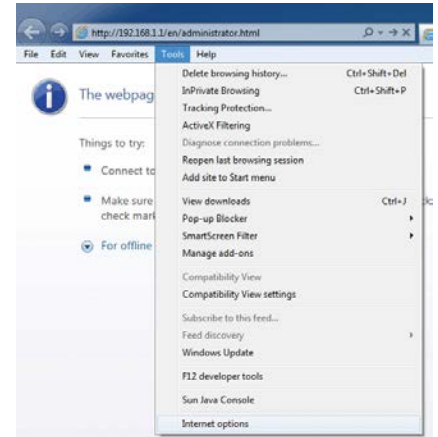 http://192.168.1.1/en/administrator.html
File Edit View Favorites Tools Help
The webpag
Things to try:
Connect to
Make sure
check mark
For offline
Delete browsing history... Ctrl+Shift+Del
InPrivate Browsing Ctrl+Shift+P
Tracking Protection...
ActiveX Filtering
Diagnose connection problems...
Reopen last browsing session
Add site to Start menu
View downloads Ctrl+J
Pop-up Blocker
SmartScreen Filter
Manage add-ons
Compatibility View
Compatibility View settings
Subscribe to this feed...
Feed discovery
Windows Update
F12 developer tools
Sun Java Console
Internet options